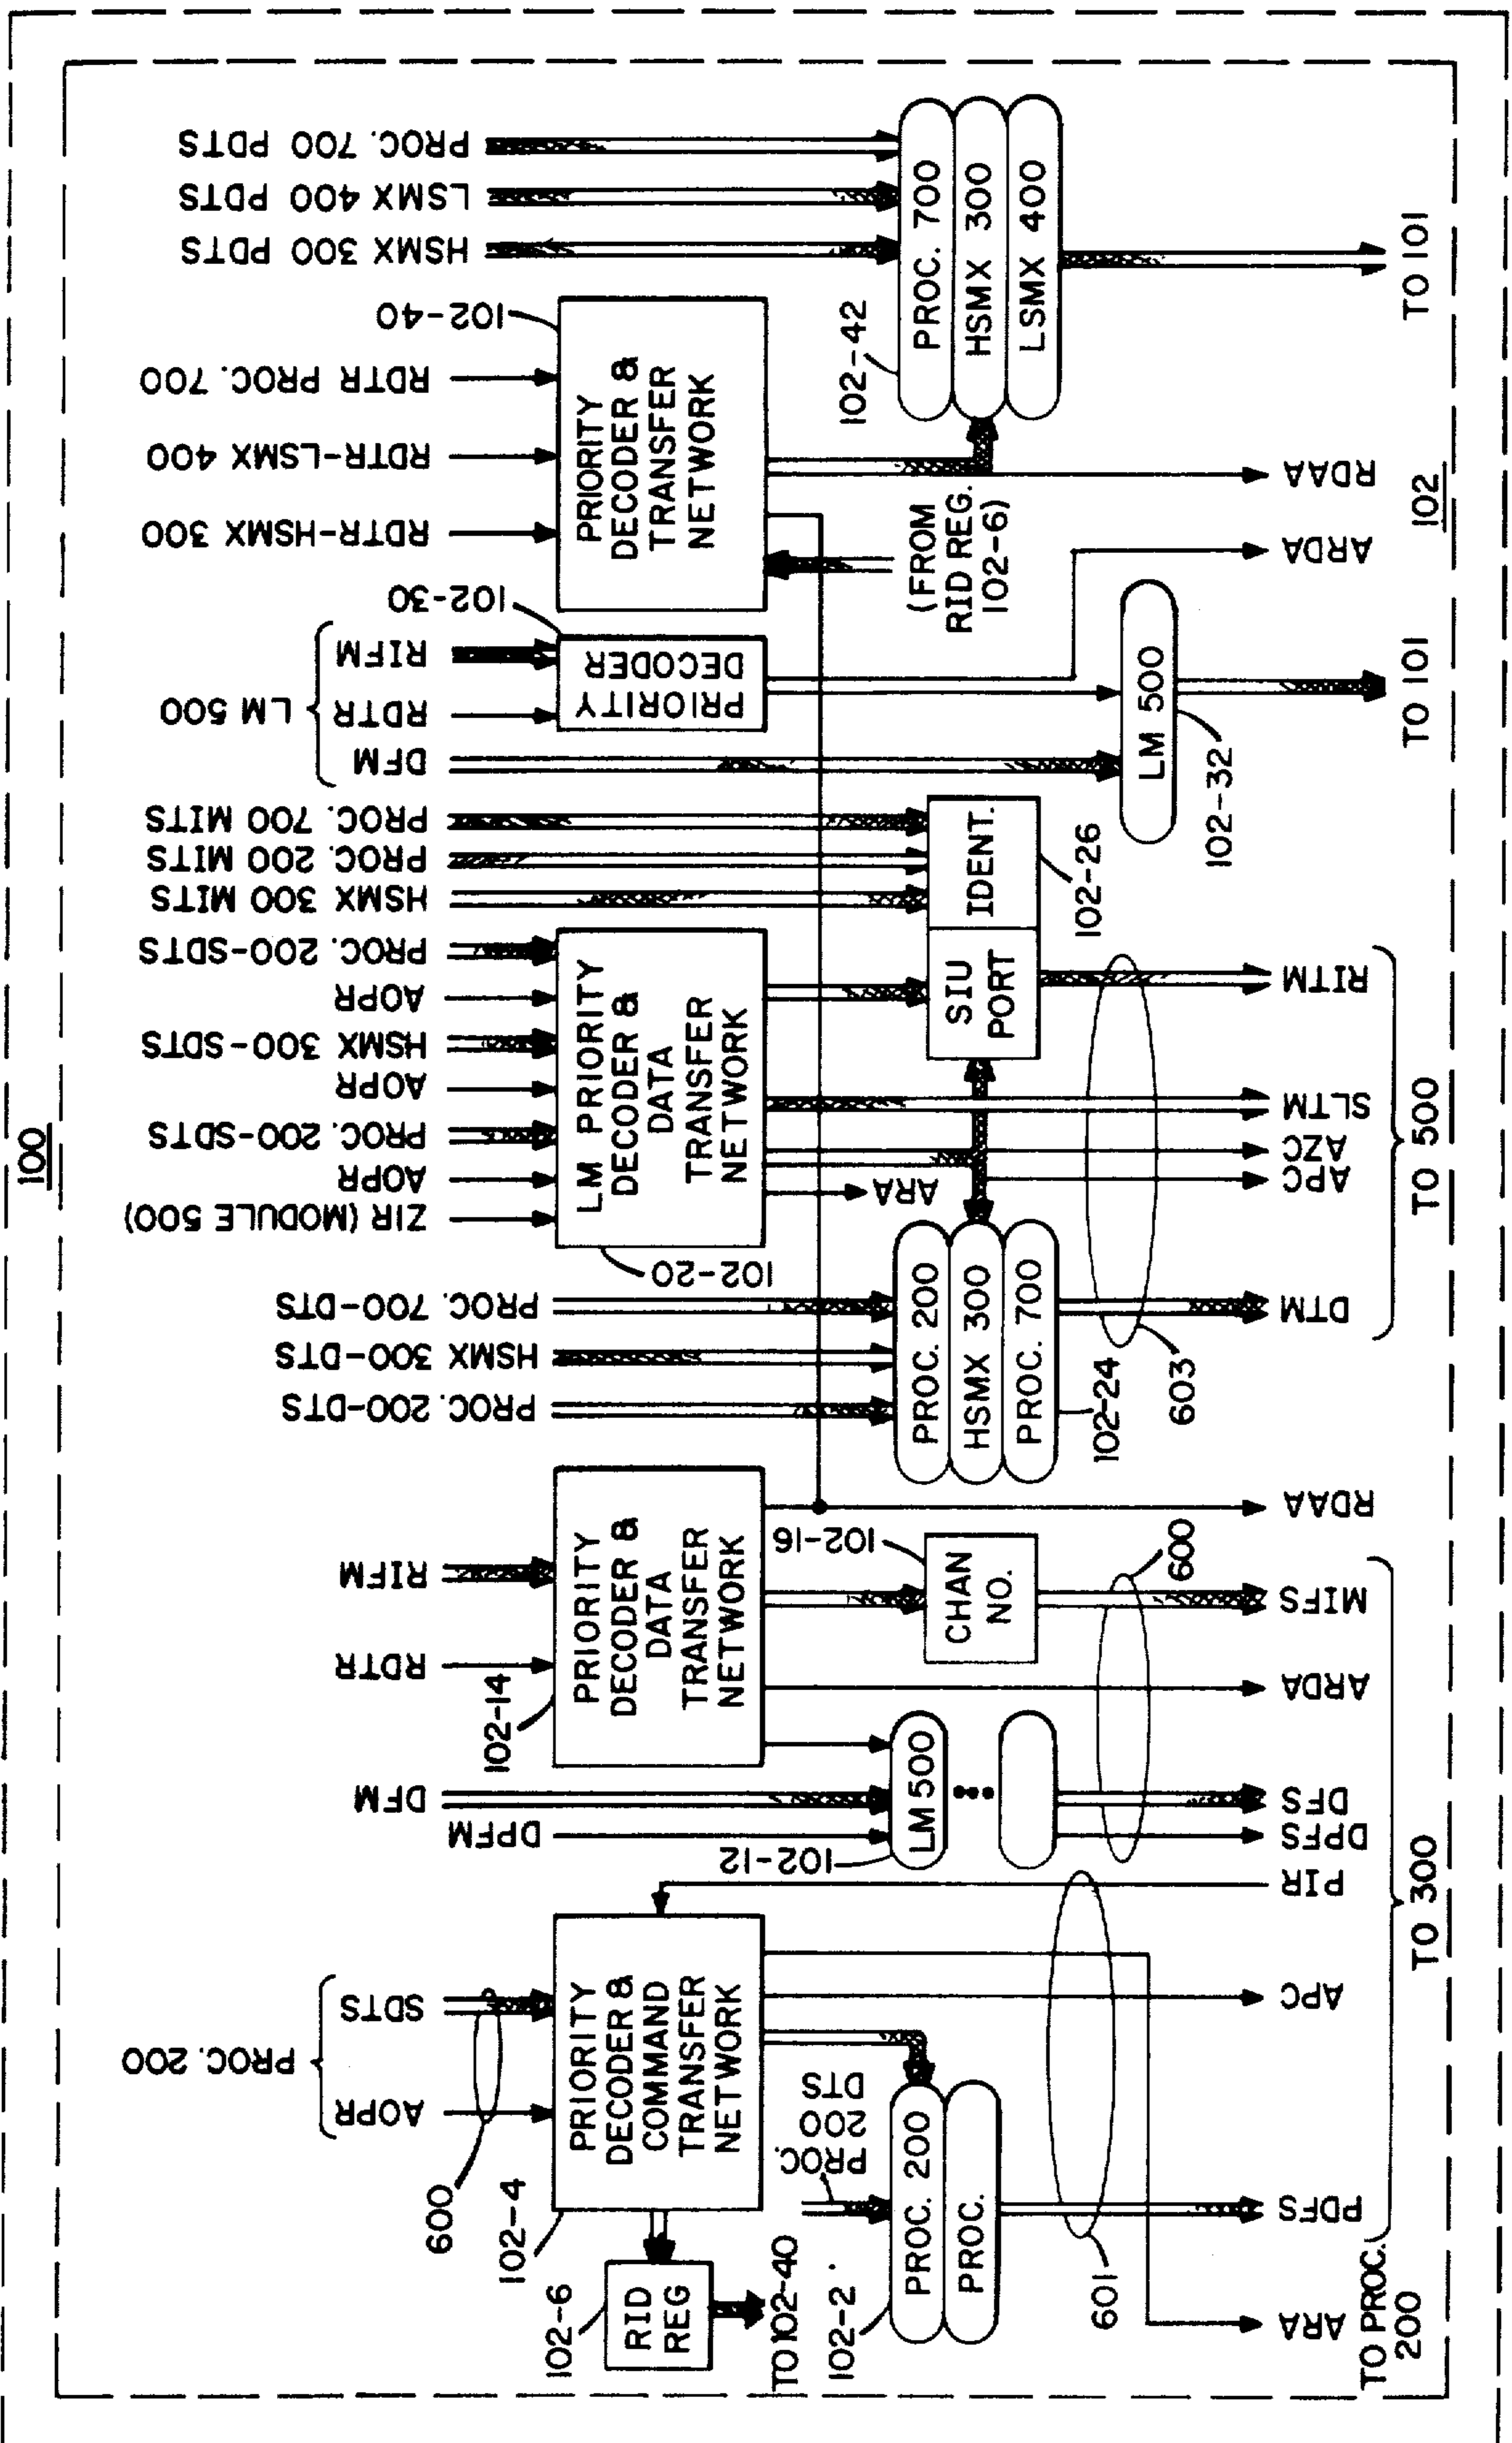 100
PROC. 200
AOPR
SDTS
600
102-4
PRIORITY
DECODER &
COMMAND
TRANSFER
NETWORK
102-6
RID
REG
TO 102-40
PROC.
200
DTS
102-2
PROC. 200
PROC.
601
PIR
ARA
TO PROC.
200
PDFS
APC
DPFM
DFM
RDTR
RIFM
102-14
PRIORITY
DECODER &
DATA
TRANSFER
NETWORK
102-12
LM 500
102-16
CHAN
NO.
600
DPFS
DFS
ARDA
MIFS
RDAA
TO 300
PROC. 200-DTS
HSMX 300-DTS
PROC. 700-DTS
102-24
PROC. 200
HSMX 300
PROC. 700
603
ZIR (MODULE 500)
AOPR
PROC. 200-SDTS
AOPR
HSMX 300-SDTS
AOPR
PROC. 200-SDTS
102-20
LM PRIORITY
DECODER &
DATA
TRANSFER
NETWORK
ARA
HSMX 300 MITS
PROC. 200 MITS
PROC. 700 MITS
SIU
PORT
IDENT.
102-26
DTM
APC
AZC
SLTM
RITM
TO 500
LM 500
DFM
RDTR
RIFM
102-30
PRIORITY
DECODER
LM 500
102-32
TO 101
ARDA
RDTR-HSMX 300
RDTR-LSMX 400
RDTR PROC. 700
102-40
PRIORITY
DECODER &
TRANSFER
NETWORK
(FROM
RID REG.
102-6)
RDAA
102
HSMX 300 PDTS
LSMX 400 PDTS
PROC. 700 PDTS
102-42
PROC. 700
HSMX 300
LSMX 400
TO 101